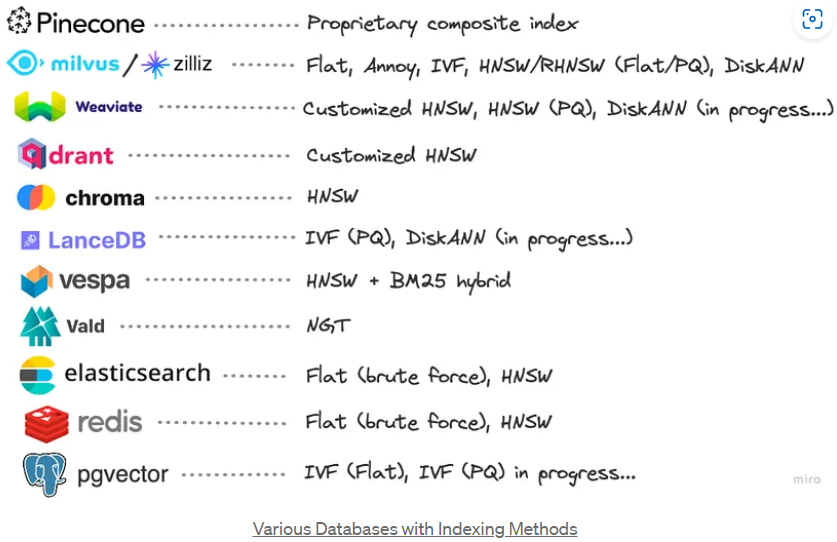 Pinecone Proprietary composite index
milvus / zilliz Flat, Annoy, IVF, HNSW/RHNSW (Flat/PQ), DiskANN
Weaviate Customized HNSW, HNSW (PQ), DiskANN (in progress...)
qdrant Customized HNSW
chroma HNSW
LanceDB IVF (PQ), DiskANN (in progress...)
vespa HNSW + BM25 hybrid
Vald NGT
elasticsearch Flat (brute force), HNSW
redis Flat (brute force), HNSW
pgvector IVF (Flat), IVF (PQ) in progress...
miro
Various Databases with Indexing Methods